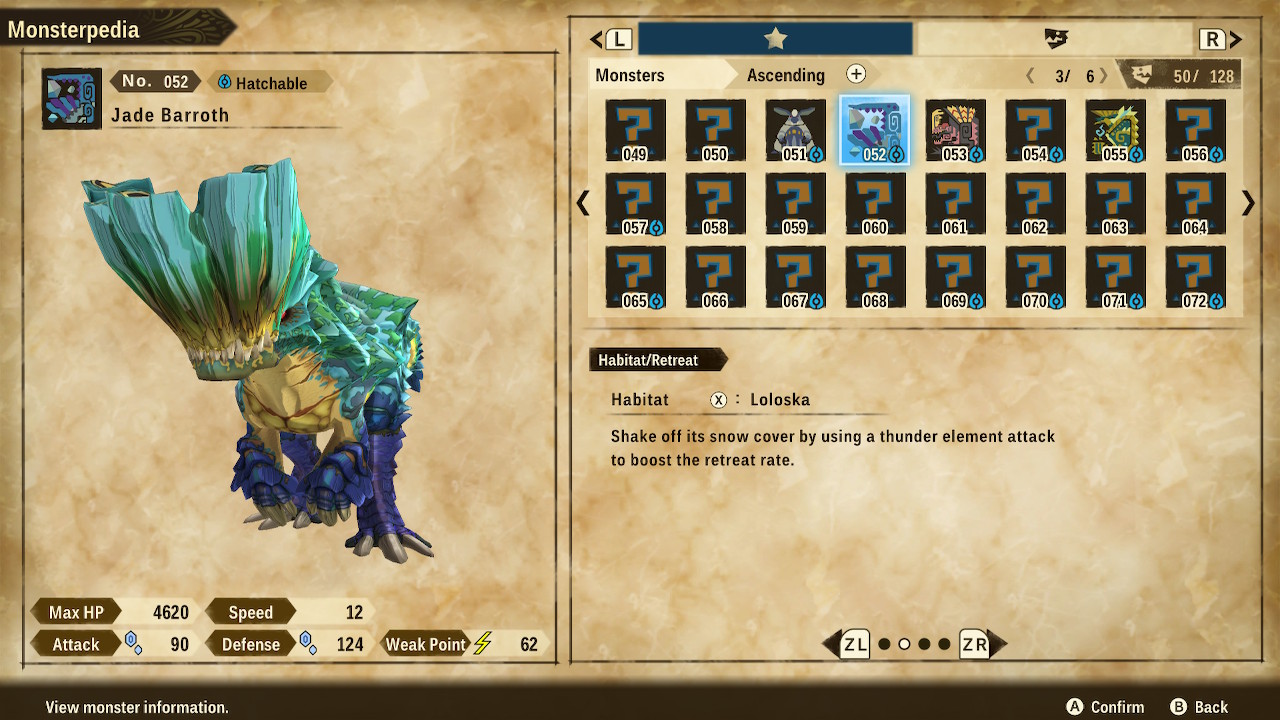 Monsterpedia
No. 052
Hatchable
Jade Barroth
Max HP 4620 Speed 12
Attack 90 Defense 124 Weak Point 62
L R
Monsters Ascending + 3/ 6 50/ 128
049 050 051 052 053 054 055 056
057 058 059 060 061 062 063 064
065 066 067 068 069 070 071 072
Habitat/Retreat
Habitat X : Loloska
Shake off its snow cover by using a thunder element attack
to boost the retreat rate.
ZL ZR
View monster information.
A Confirm B Back